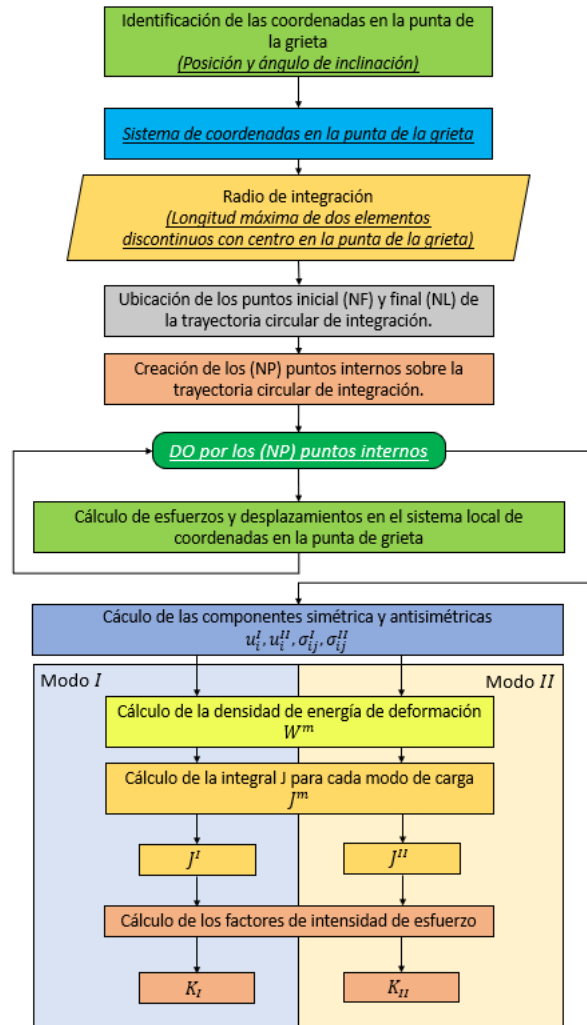 Identificación de las coordenadas en la punta de
la grieta
(Posición y ángulo de inclinación)
Sistema de coordenadas en la punta de la grieta
Radio de integración
(Longitud máxima de dos elementos
discontinuos con centro en la punta de la grieta)
Ubicación de los puntos inicial (NF) y final (NL) de
la trayectoria circular de integración.
Creación de los (NP) puntos internos sobre la
trayectoria circular de integración.
DO por los (NP) puntos internos
Cálculo de esfuerzos y desplazamientos en el sistema local de
coordenadas en la punta de grieta
Cáculo de las componentes simétrica y antisimétricas
$u_i^I, u_i^{II}, \sigma_{ij}^I, \sigma_{ij}^{II}$
Modo $I$
Modo $II$
Cálculo de la densidad de energía de deformación
$W^m$
Cálculo de la integral J para cada modo de carga
$J^m$
$J^I$
$J^{II}$
Cálculo de los factores de intensidad de esfuerzo
$K_I$
$K_{II}$